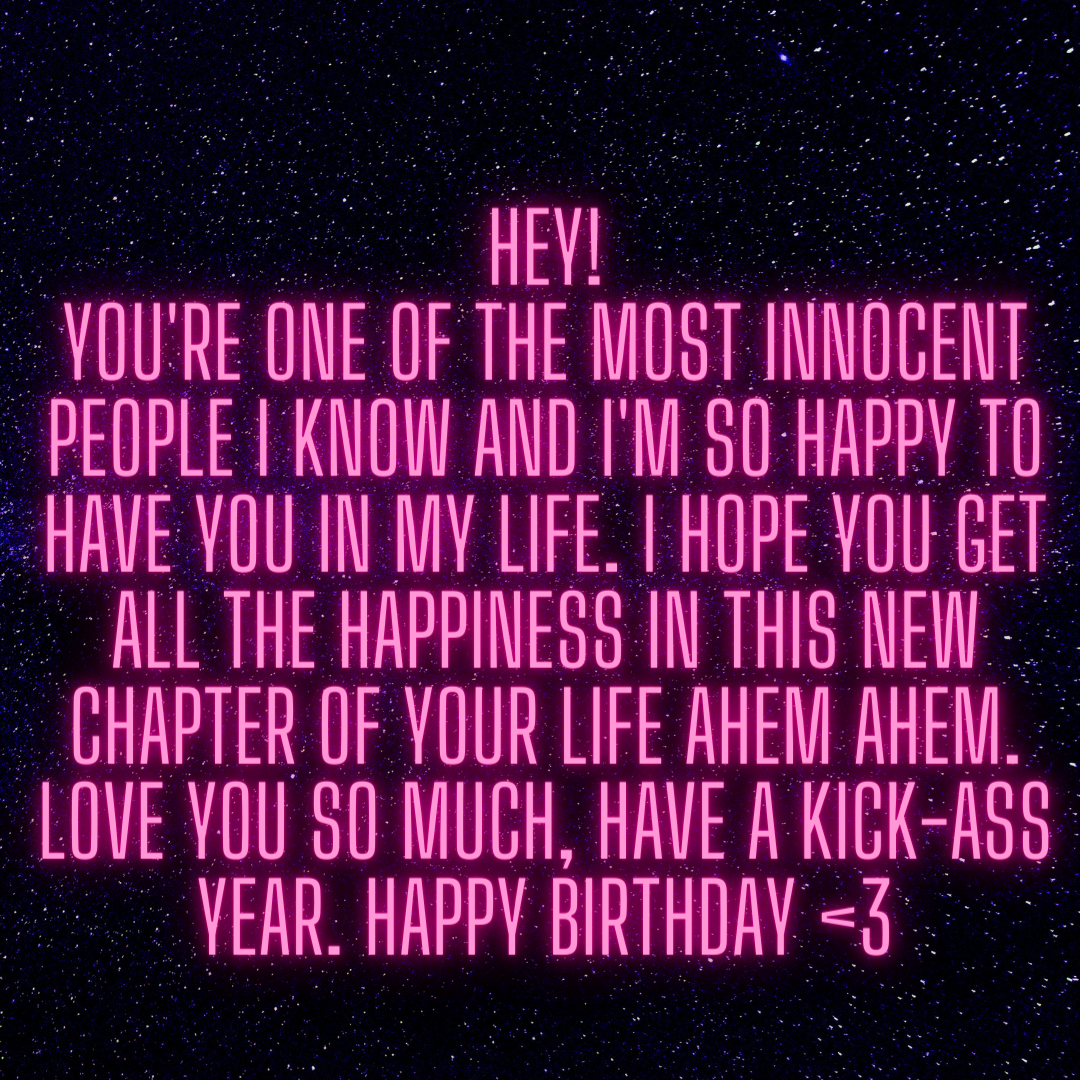 HEY!
YOU'RE ONE OF THE MOST INNOCENT
PEOPLE I KNOW AND I'M SO HAPPY TO
HAVE YOU IN MY LIFE. I HOPE YOU GET
ALL THE HAPPINESS IN THIS NEW
CHAPTER OF YOUR LIFE AHEM AHEM.
LOVE YOU SO MUCH, HAVE A KICK-ASS
YEAR. HAPPY BIRTHDAY <3